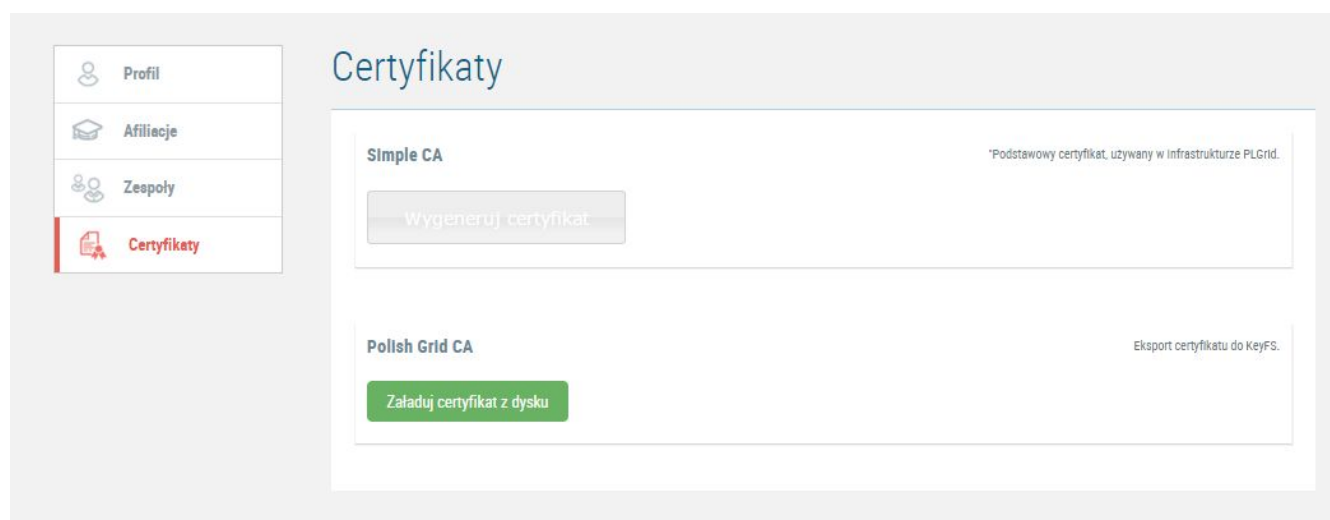 Profil
Afiliacje
Zespoły
Certyfikaty
Certyfikaty
Simple CA
*Podstawowy certyfikat, używany w infrastrukturze PLGrid.
Wygeneruj certyfikat
Polish Grid CA
Eksport certyfikatu do KeyFS.
Załaduj certyfikat z dysku